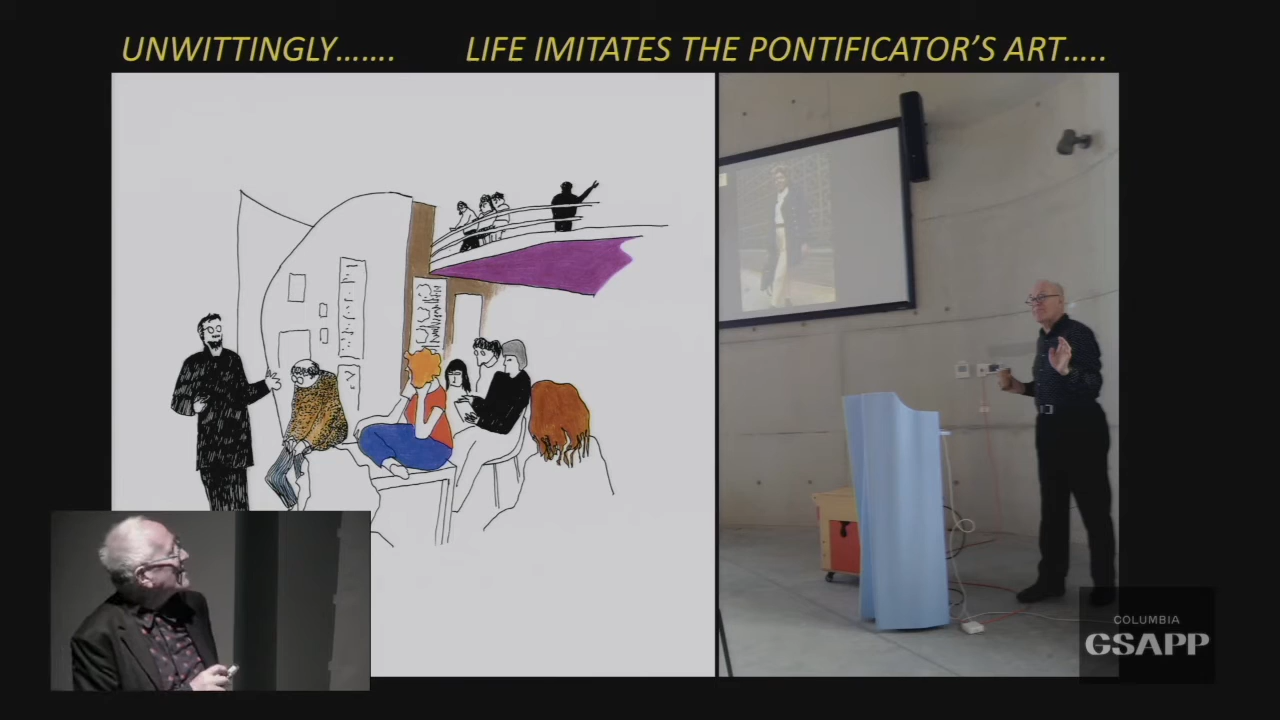 UNWITTINGLY....... LIFE IMITATES THE PONTIFICATOR'S ART.....
COLUMBIA
GSAPP